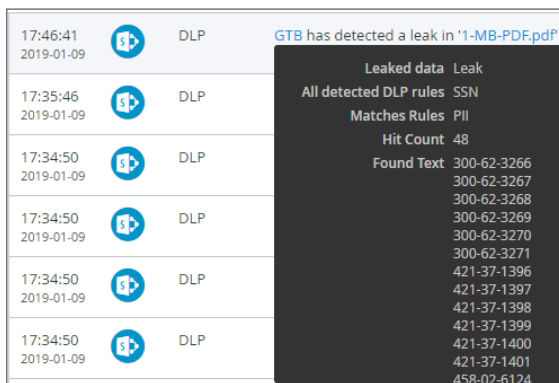 17:46:41
2019-01-09
DLP
GTB has detected a leak in '1-MB-PDF.pdf'
Leaked data Leak
All detected DLP rules SSN
Matches Rules PII
Hit Count 48
Found Text 300-62-3266
300-62-3267
300-62-3268
300-62-3269
300-62-3270
300-62-3271
421-37-1396
421-37-1397
421-37-1398
421-37-1399
421-37-1400
421-37-1401
458-02-6124
17:35:46
2019-01-09
DLP
17:34:50
2019-01-09
DLP
17:34:50
2019-01-09
DLP
17:34:50
2019-01-09
DLP
17:34:50
2019-01-09
DLP